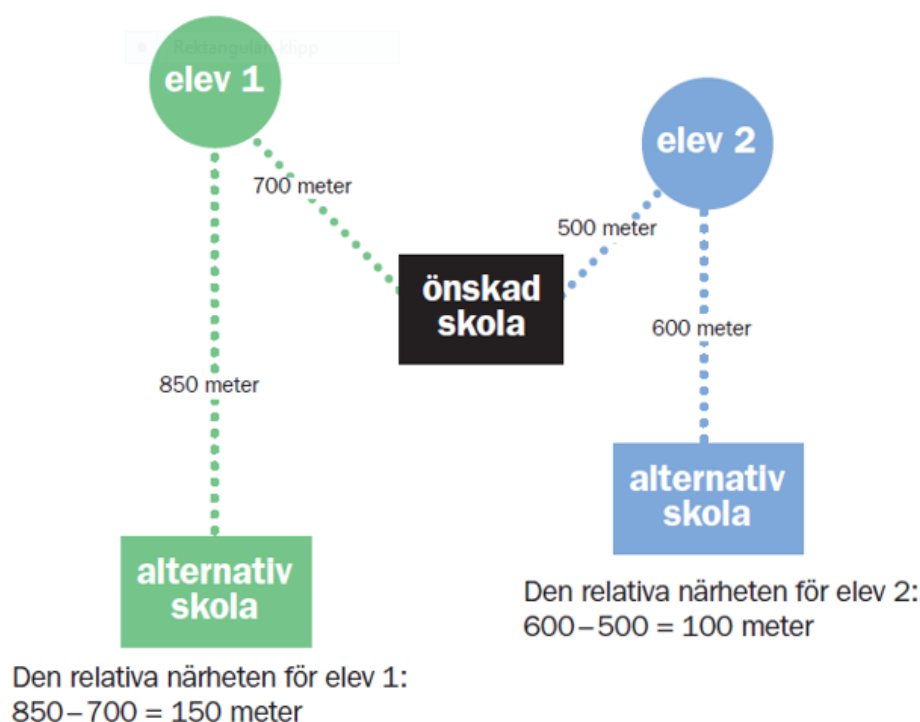 Rektangulän klipp
elev 1
elev 2
700 meter
500 meter
önskad
skola
600 meter
850 meter
alternativ
skola
alternativ
skola
Den relativa närheten för elev 2:
600–500 = 100 meter
Den relativa närheten för elev 1:
850–700 = 150 meter